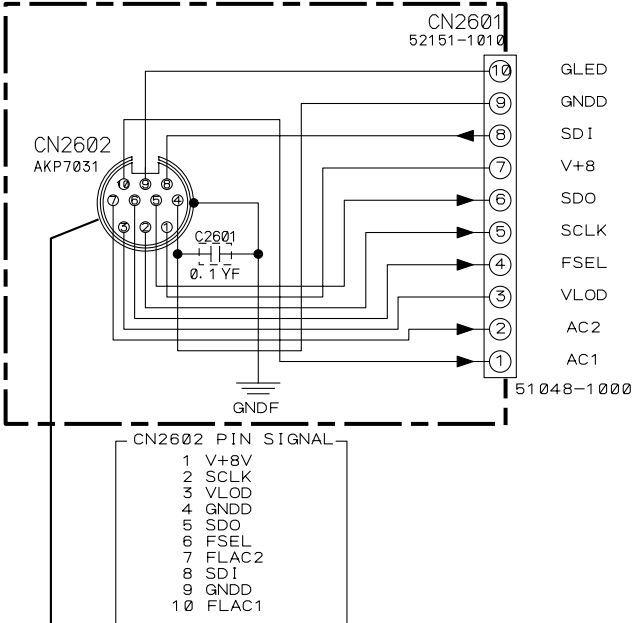 CN2601
52151-1010
10 GLED
9 GNDD
8 SDI
7 V+8
6 SDO
5 SCLK
4 FSEL
3 VLOD
2 AC2
1 AC1
51048-1000
CN2602
AKP7031
10 9 8
7 6 5 4
3 2 1
C2601
0.1YF
GNDF
CN2602 PIN SIGNAL
1 V+8V
2 SCLK
3 VLOD
4 GNDD
5 SDO
6 FSEL
7 FLAC2
8 SDI
9 GNDD
10 FLAC1